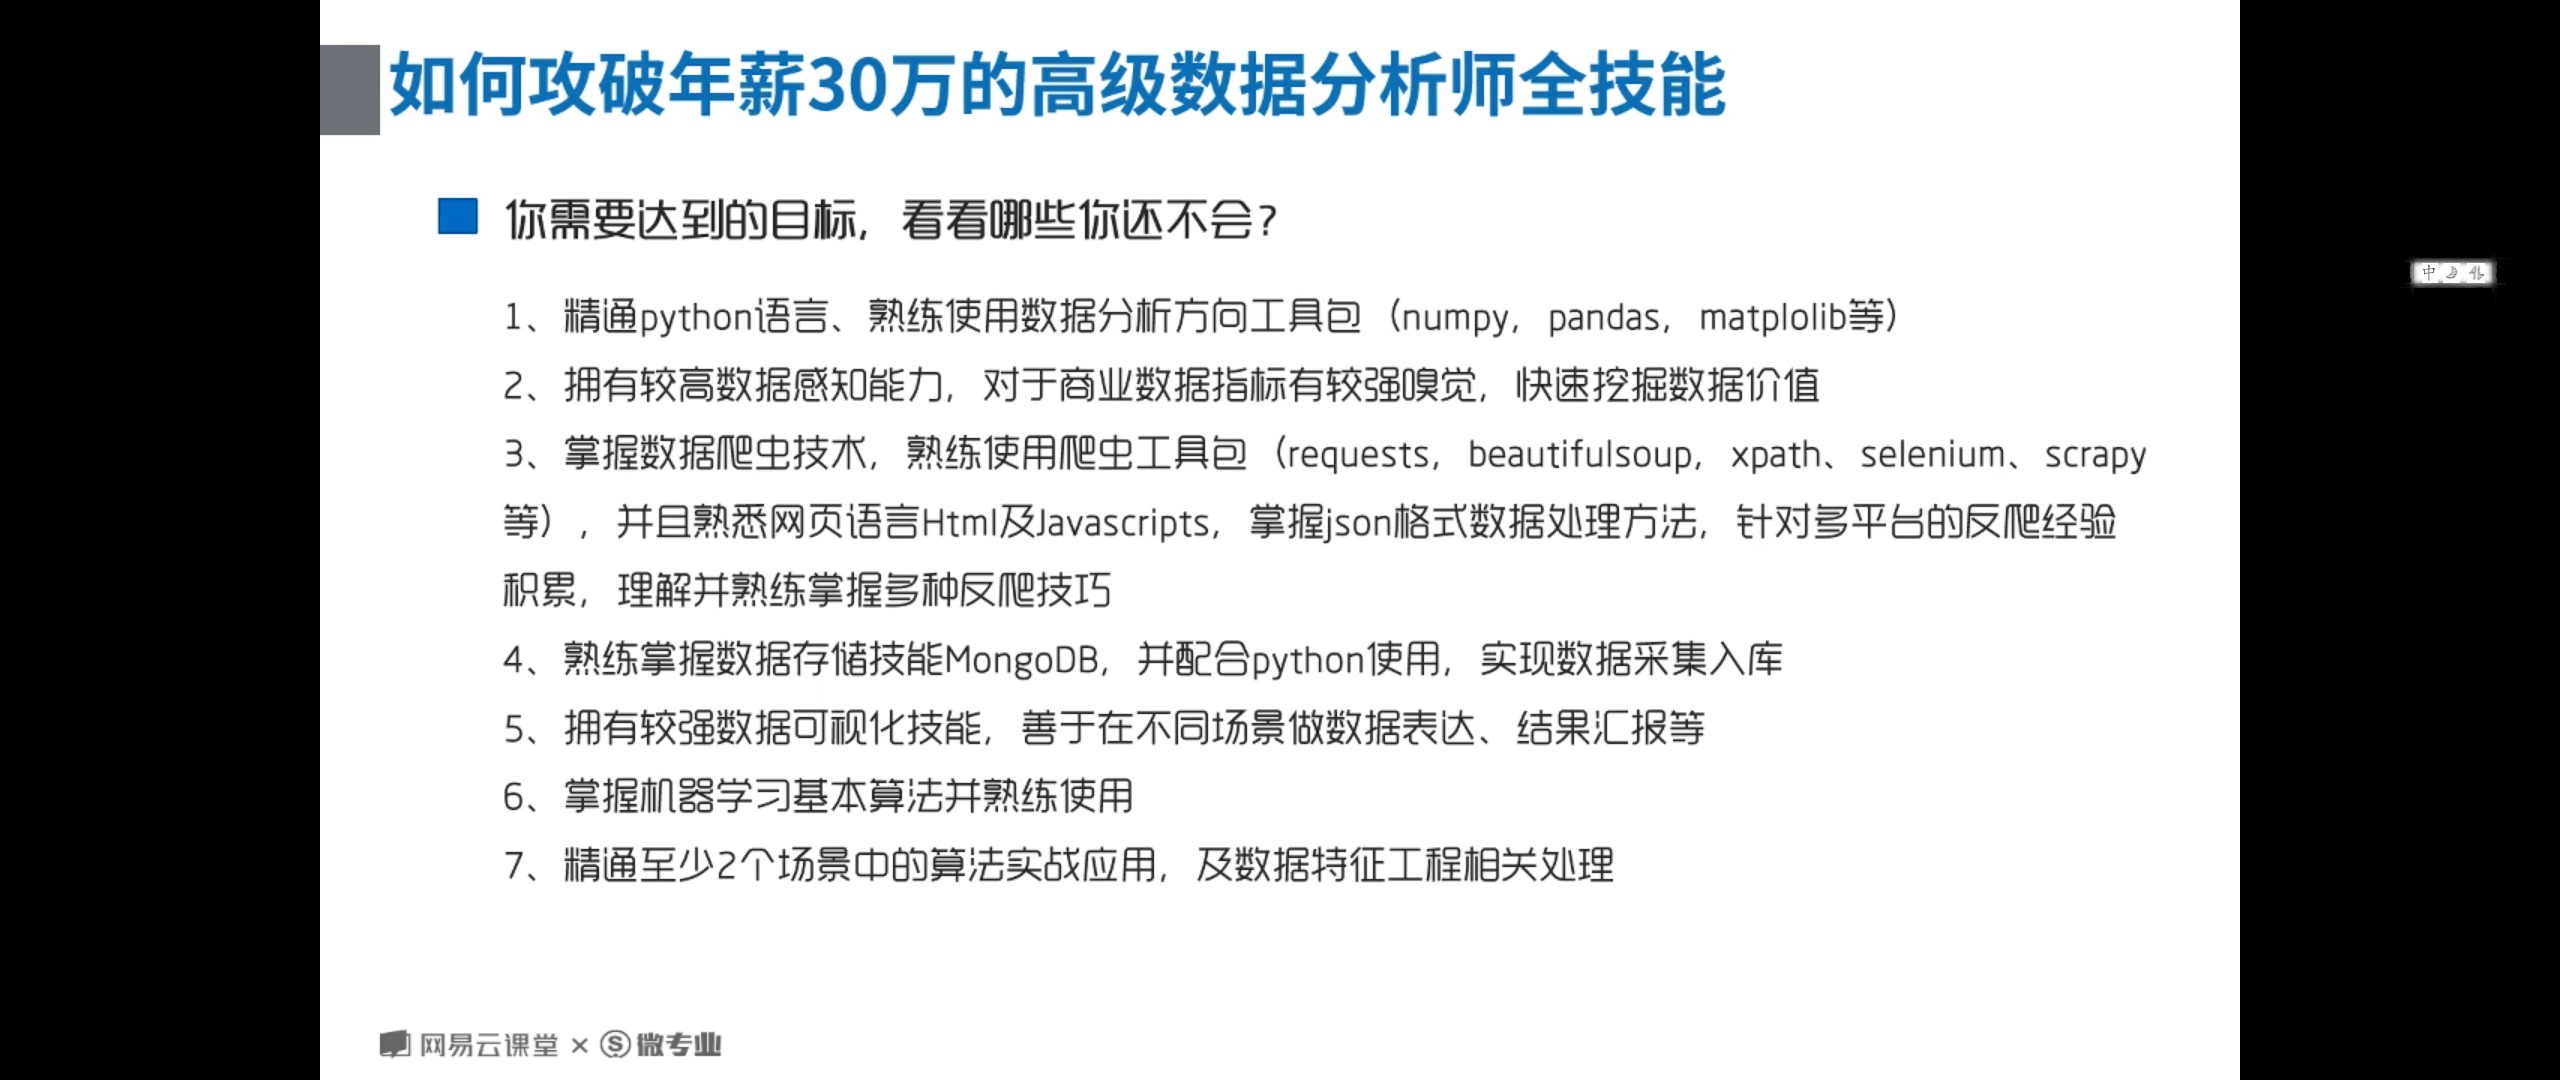 如何攻破年薪30万的高级数据分析师全技能
你需要达到的目标，看看哪些你还不会？
1、精通python语言、熟练使用数据分析方向工具包（numpy，pandas，matplolib等）
2、拥有较高数据感知能力，对于商业数据指标有较强嗅觉，快速挖掘数据价值
3、掌握数据爬虫技术，熟练使用爬虫工具包（requests，beautifulsoup，xpath、selenium、scrapy
等），并且熟悉网页语言Html及Javascripts，掌握json格式数据处理方法，针对多平台的反爬经验
积累，理解并熟练掌握多种反爬技巧
4、熟练掌握数据存储技能MongoDB，并配合python使用，实现数据采集入库
5、拥有较强数据可视化技能，善于在不同场景做数据表达、结果汇报等
6、掌握机器学习基本算法并熟练使用
7、精通至少2个场景中的算法实战应用，及数据特征工程相关处理
网易云课堂 × S 微专业
中